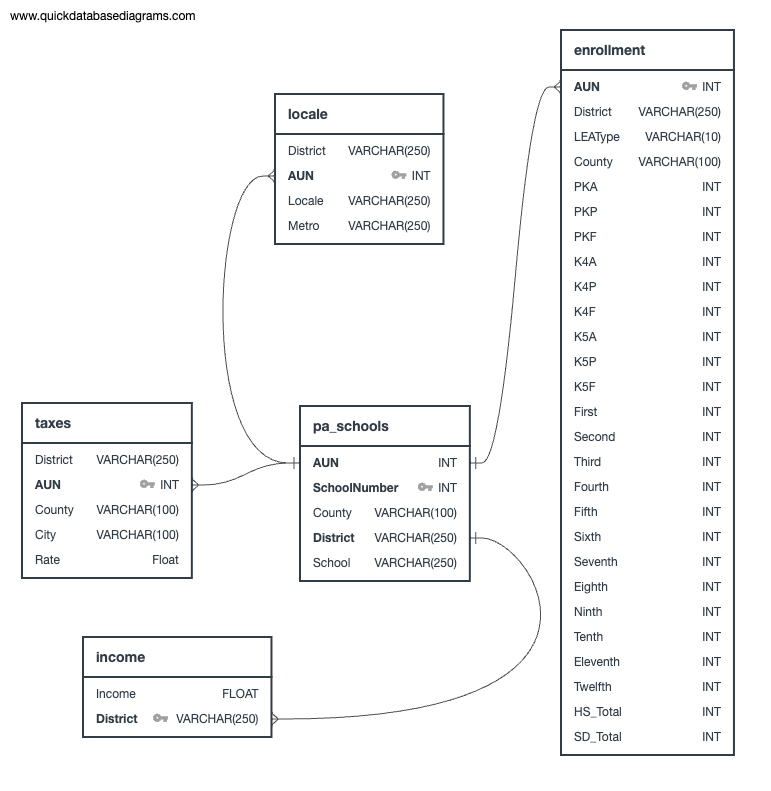 www.quickdatabasediagrams.com
locale
District VARCHAR(250)
AUN INT
Locale VARCHAR(250)
Metro VARCHAR(250)
enrollment
AUN INT
District VARCHAR(250)
LEAType VARCHAR(10)
County VARCHAR(100)
PKA INT
PKP INT
PKF INT
K4A INT
K4P INT
K4F INT
K5A INT
K5P INT
K5F INT
First INT
Second INT
Third INT
Fourth INT
Fifth INT
Sixth INT
Seventh INT
Eighth INT
Ninth INT
Tenth INT
Eleventh INT
Twelfth INT
HS_Total INT
SD_Total INT
taxes
District VARCHAR(250)
AUN INT
County VARCHAR(100)
City VARCHAR(100)
Rate Float
pa_schools
AUN INT
SchoolNumber INT
County VARCHAR(100)
District VARCHAR(250)
School VARCHAR(250)
income
Income FLOAT
District VARCHAR(250)